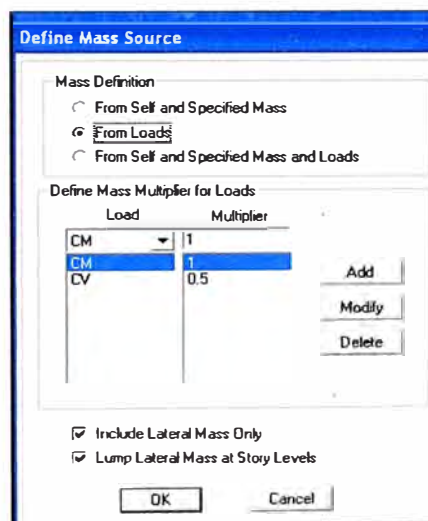 Define Mass Source
Mass Definition
From Self and Specified Mass
From Loads
From Self and Specified Mass and Loads
Define Mass Multiplier for Loads
Load Multiplier
CM 1
CM 1
CV 0.5
Add
Modify
Delete
Include Lateral Mass Only
Lump Lateral Mass at Story Levels
OK Cancel